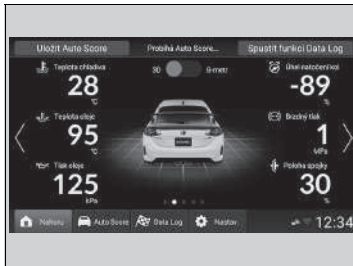 Uložit Auto Score
Probíhá Auto Score...
Spustit funkci Data Log
Teplota chladiva
28
°C
3D
G-metr
Úhel natočení kol
-89
%
Teplota oleje
95
°C
Brzdný tlak
1
MPa
Tlak oleje
125
kPa
Poloha spojky
30
%
Nahoru
Auto Score
Data Log
Nastav.
12:34